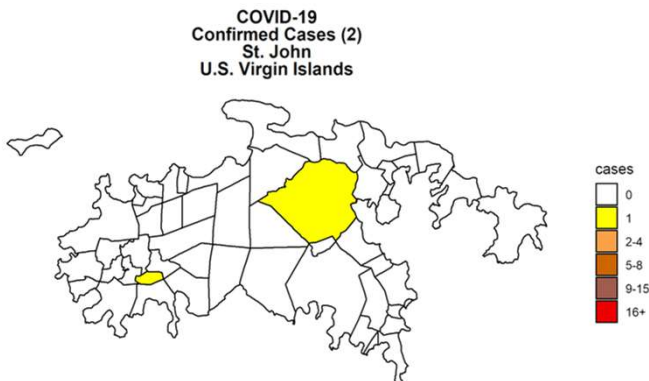 COVID-19
Confirmed Cases (2)
St. John
U.S. Virgin Islands
cases
0
1
2-4
5-8
9-15
16+